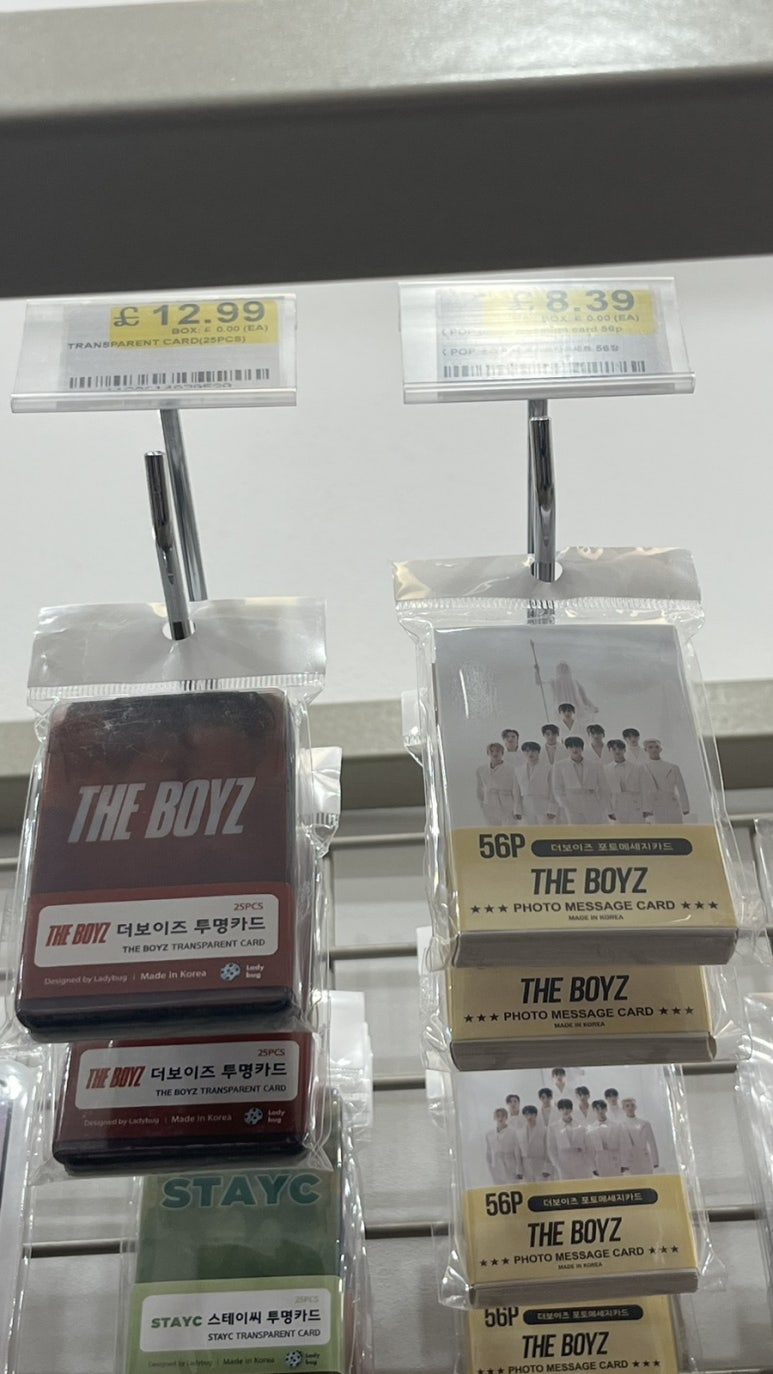 £ 12.99
BOX: £ 0.00 (EA)
TRANSPARENT CARD(25PCS)
£ 8.39
BOX: £ 0.00 (EA)
card 56p
THE BOYZ
25PCS
THE BOYZ 더보이즈 투명카드
THE BOYZ TRANSPARENT CARD
Designed by Ladybug | Made in Korea
Lady
bug
25PCS
THE BOYZ 더보이즈 투명카드
THE BOYZ TRANSPARENT CARD
Designed by Ladybug | Made in Korea
Lady
bug
STAYC
25PCS
STAYC 스테이씨 투명카드
STAYC TRANSPARENT CARD
Designed by Ladybug | Made in Korea
Lady
bug
56P 더보이즈 포토메세지카드
THE BOYZ
★★★ PHOTO MESSAGE CARD ★★★
MADE IN KOREA
THE BOYZ
★★★ PHOTO MESSAGE CARD ★★★
MADE IN KOREA
56P 더보이즈 포토메세지카드
THE BOYZ
★★★ PHOTO MESSAGE CARD ★★★
MADE IN KOREA
56P 더보이즈 포토메세지카드
THE BOYZ
★★★ PHOTO MESSAGE CARD ★★★